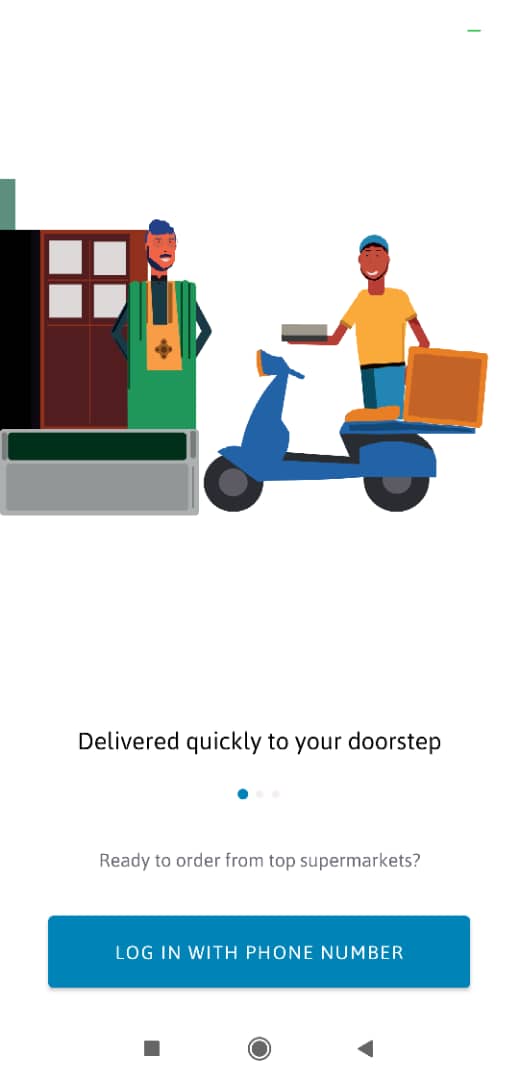 Delivered quickly to your doorstep
Ready to order from top supermarkets?
LOG IN WITH PHONE NUMBER